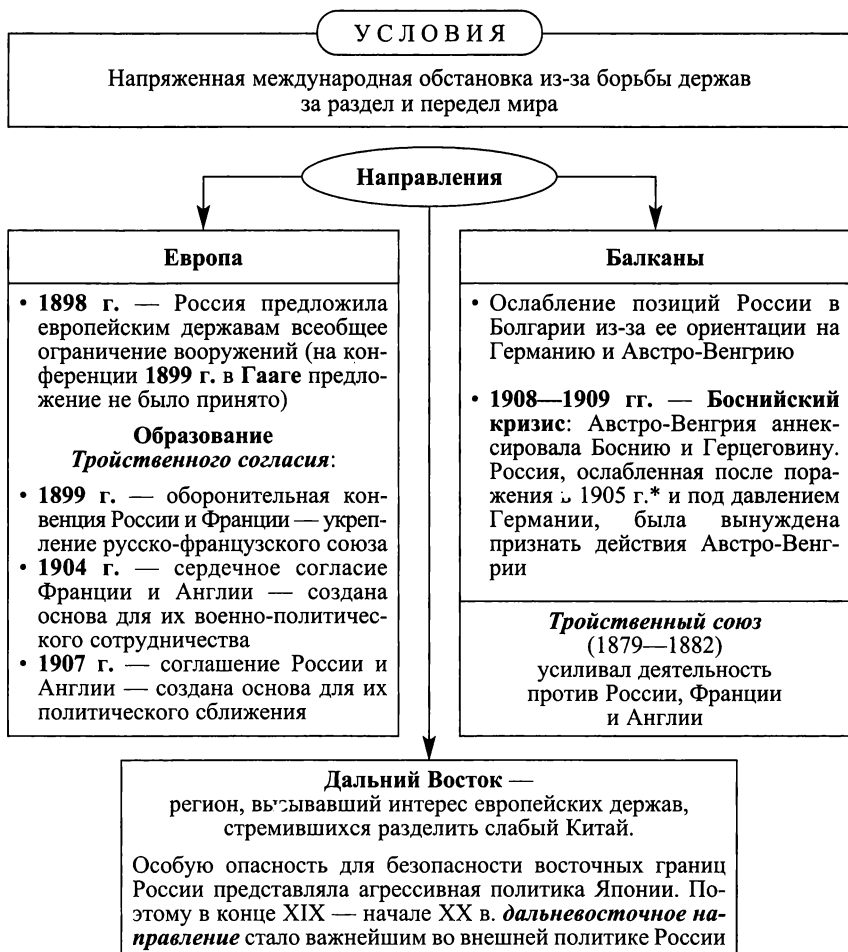 УСЛОВИЯ
Напряженная международная обстановка из-за борьбы держав
за раздел и передел мира
Направления
Европа
• 1898 г. — Россия предложила
европейским державам всеобщее
ограничение вооружений (на кон-
ференции 1899 г. в Гааге предло-
жение не было принято)
Образование
Тройственного согласия:
• 1899 г. — оборонительная кон-
венция России и Франции — укреп-
ление русско-французского союза
• 1904 г. — сердечное согласие
Франции и Англии — создана
основа для их военно-политичес-
кого сотрудничества
• 1907 г. — соглашение России и
Англии — создана основа для их
политического сближения
Балканы
• Ослабление позиций России в
Болгарии из-за ее ориентации на
Германию и Австро-Венгрию
• 1908—1909 гг. — Боснийский
кризис: Австро-Венгрия аннек-
сировала Боснию и Герцеговину.
Россия, ослабленная после пора-
жения в 1905 г.* и под давлением
Германии, была вынуждена
признать действия Австро-Венг-
рии
Тройственный союз
(1879—1882)
усиливал деятельность
против России, Франции
и Англии
Дальний Восток —
регион, вызывавший интерес европейских держав,
стремившихся разделить слабый Китай.
Особую опасность для безопасности восточных границ
России представляла агрессивная политика Японии. По-
этому в конце XIX — начале XX в. дальневосточное на-
правление стало важнейшим во внешней политике России